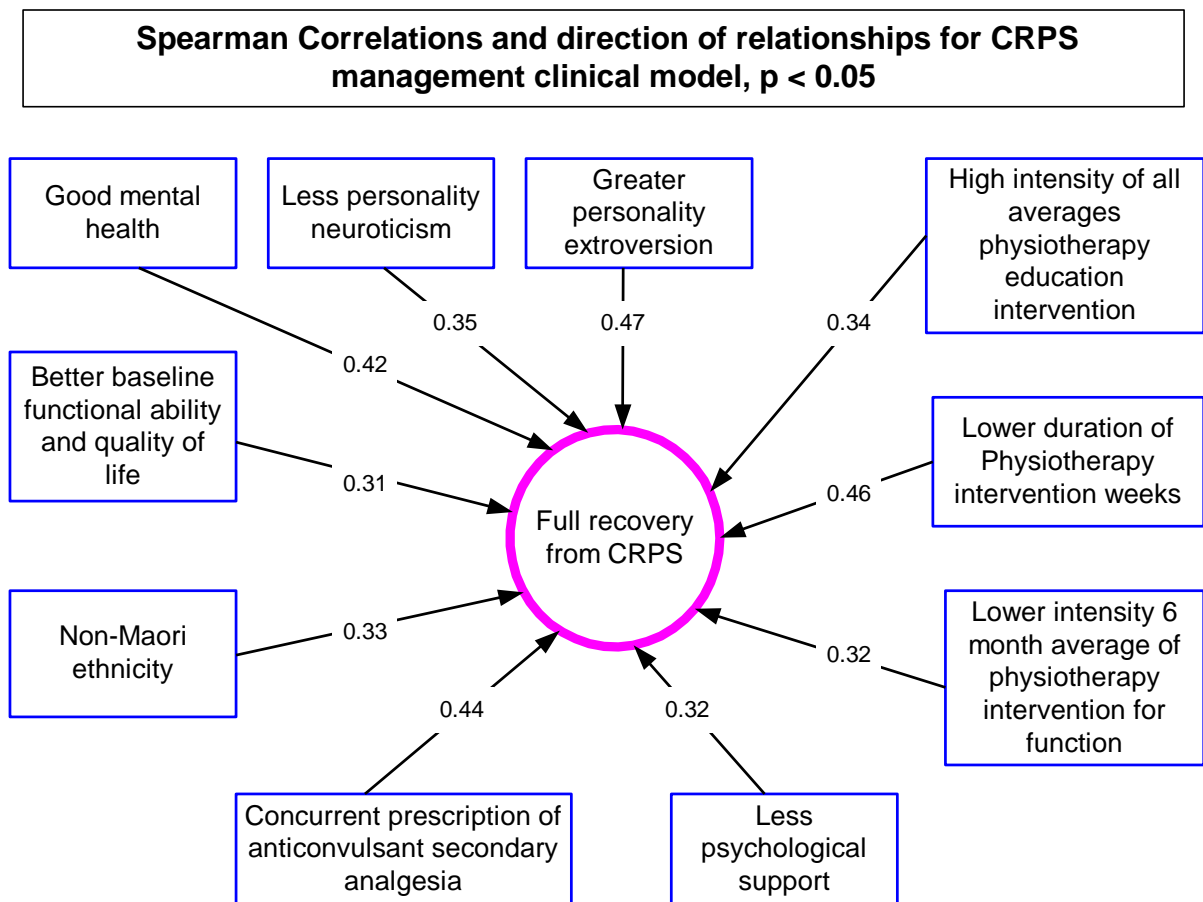 Spearman Correlations and direction of relationships for CRPS
management clinical model, p < 0.05
Good mental
health
Less personality
neuroticism
Greater
personality
extroversion
High intensity of all
averages
physiotherapy
education
intervention
0.42
0.35
0.47
0.34
Better baseline
functional ability
and quality of
life
0.31
Lower duration of
Physiotherapy
intervention weeks
0.46
Full recovery
from CRPS
Non-Maori
ethnicity
0.33
Lower intensity 6
month average of
physiotherapy
intervention for
function
0.32
0.44
0.32
Concurrent prescription of
anticonvulsant secondary
analgesia
Less
psychological
support